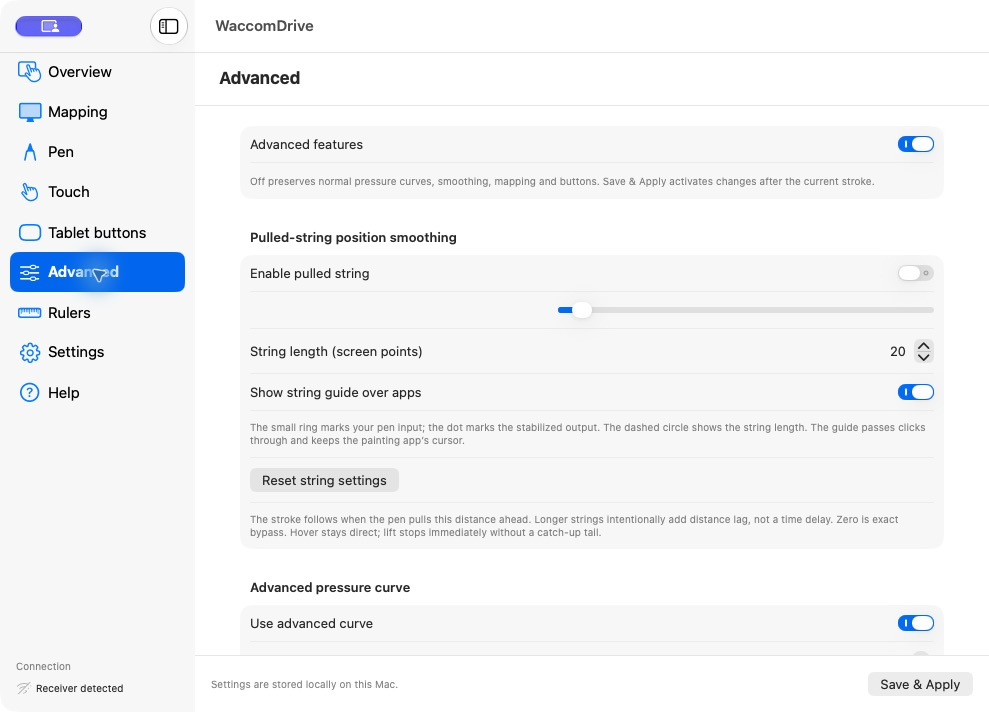 WaccomDrive
Overview
Mapping
Pen
Touch
Tablet buttons
Advanced
Rulers
Settings
Help
Connection
Receiver detected
Advanced
Advanced features
Off preserves normal pressure curves, smoothing, mapping and buttons. Save & Apply activates changes after the current stroke.
Pulled-string position smoothing
Enable pulled string
String length (screen points)
20
Show string guide over apps
The small ring marks your pen input; the dot marks the stabilized output. The dashed circle shows the string length. The guide passes clicks
through and keeps the painting app's cursor.
Reset string settings
The stroke follows when the pen pulls this distance ahead. Longer strings intentionally add distance lag, not a time delay. Zero is exact
bypass. Hover stays direct; lift stops immediately without a catch-up tail.
Advanced pressure curve
Use advanced curve
Settings are stored locally on this Mac.
Save & Apply